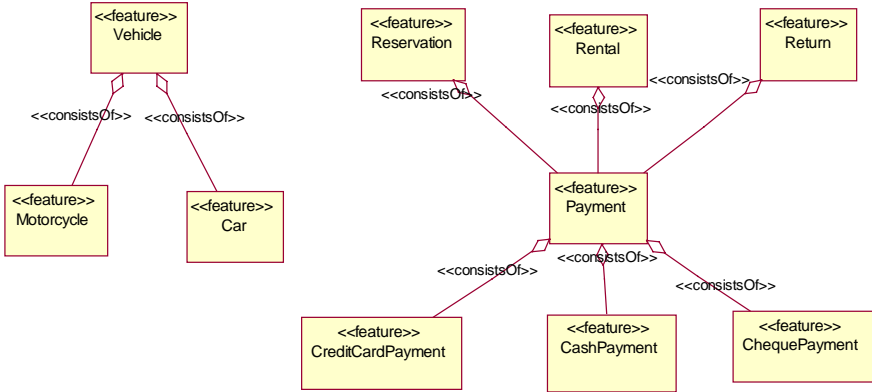 <<feature>>
Vehicle
<<feature>>
Reservation
<<feature>>
Rental
<<feature>>
Return
<<consistsOf>>
<<consistsOf>>
<<consistsOf>>
<<consistsOf>>
<<consistsOf>>
<<feature>>
Motorcycle
<<feature>>
Car
<<feature>>
Payment
<<consistsOf>>
<<consistsOf>>
<<consistsOf>>
<<feature>>
CreditCardPayment
<<feature>>
CashPayment
<<feature>>
ChequePayment